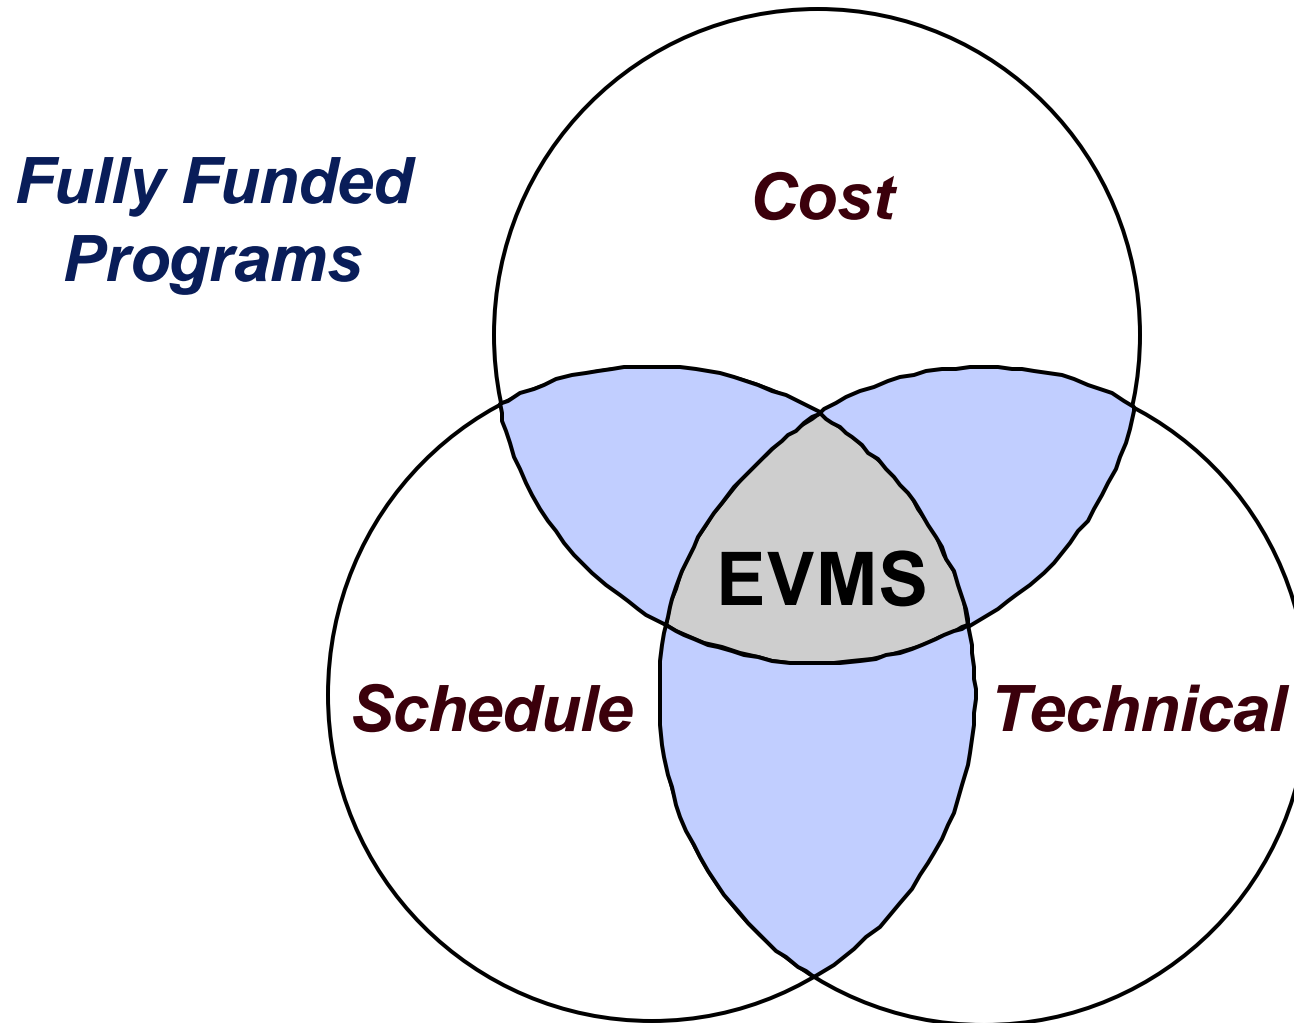 Fully Funded
Programs
Cost
EVMS
Schedule
Technical